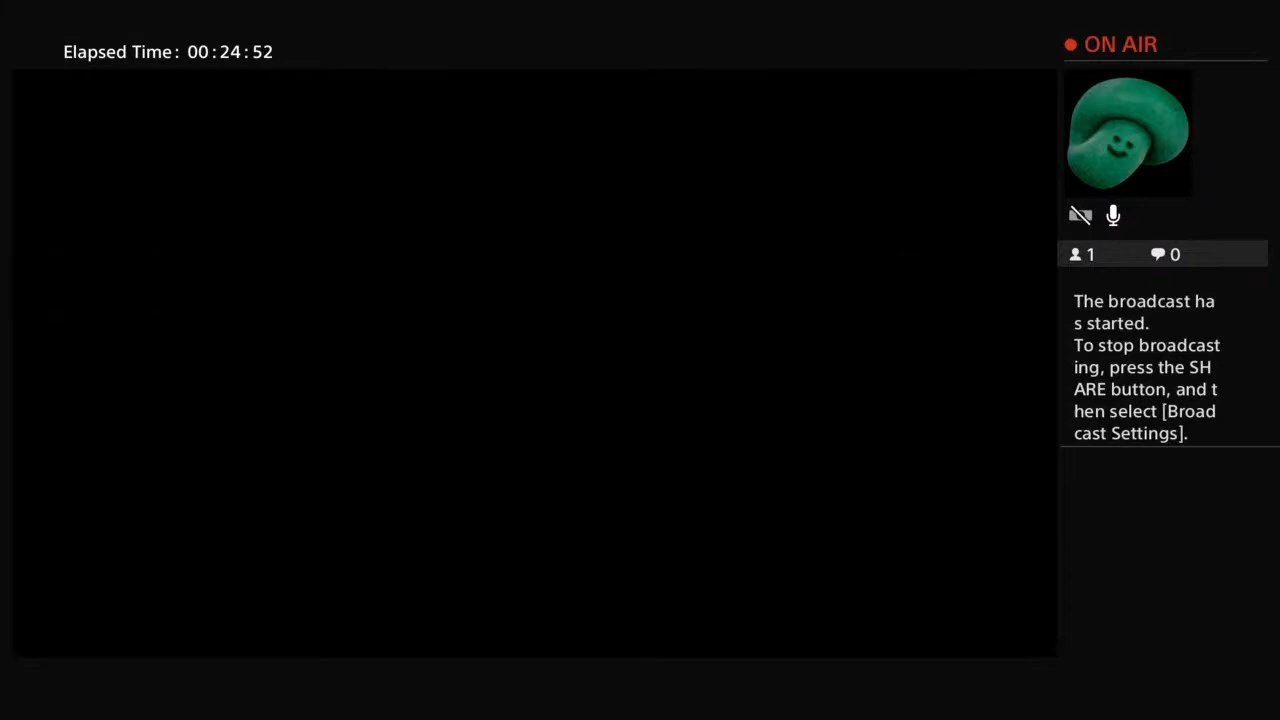 Elapsed Time: 00:24:52
ON AIR
1 0
The broadcast ha
s started.
To stop broadcast
ing, press the SH
ARE button, and t
hen select [Broad
cast Settings].